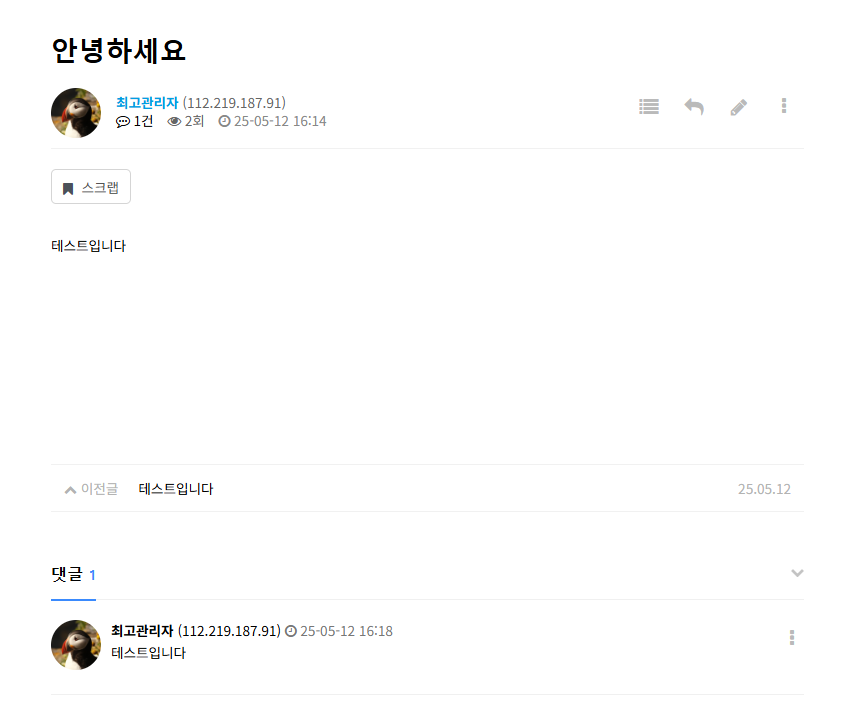 안녕하세요
최고관리자 (112.219.187.91)
1건 2회 25-05-12 16:14
스크랩
테스트입니다
이전글 테스트입니다 25.05.12
댓글 1
최고관리자 (112.219.187.91) 25-05-12 16:18
테스트입니다